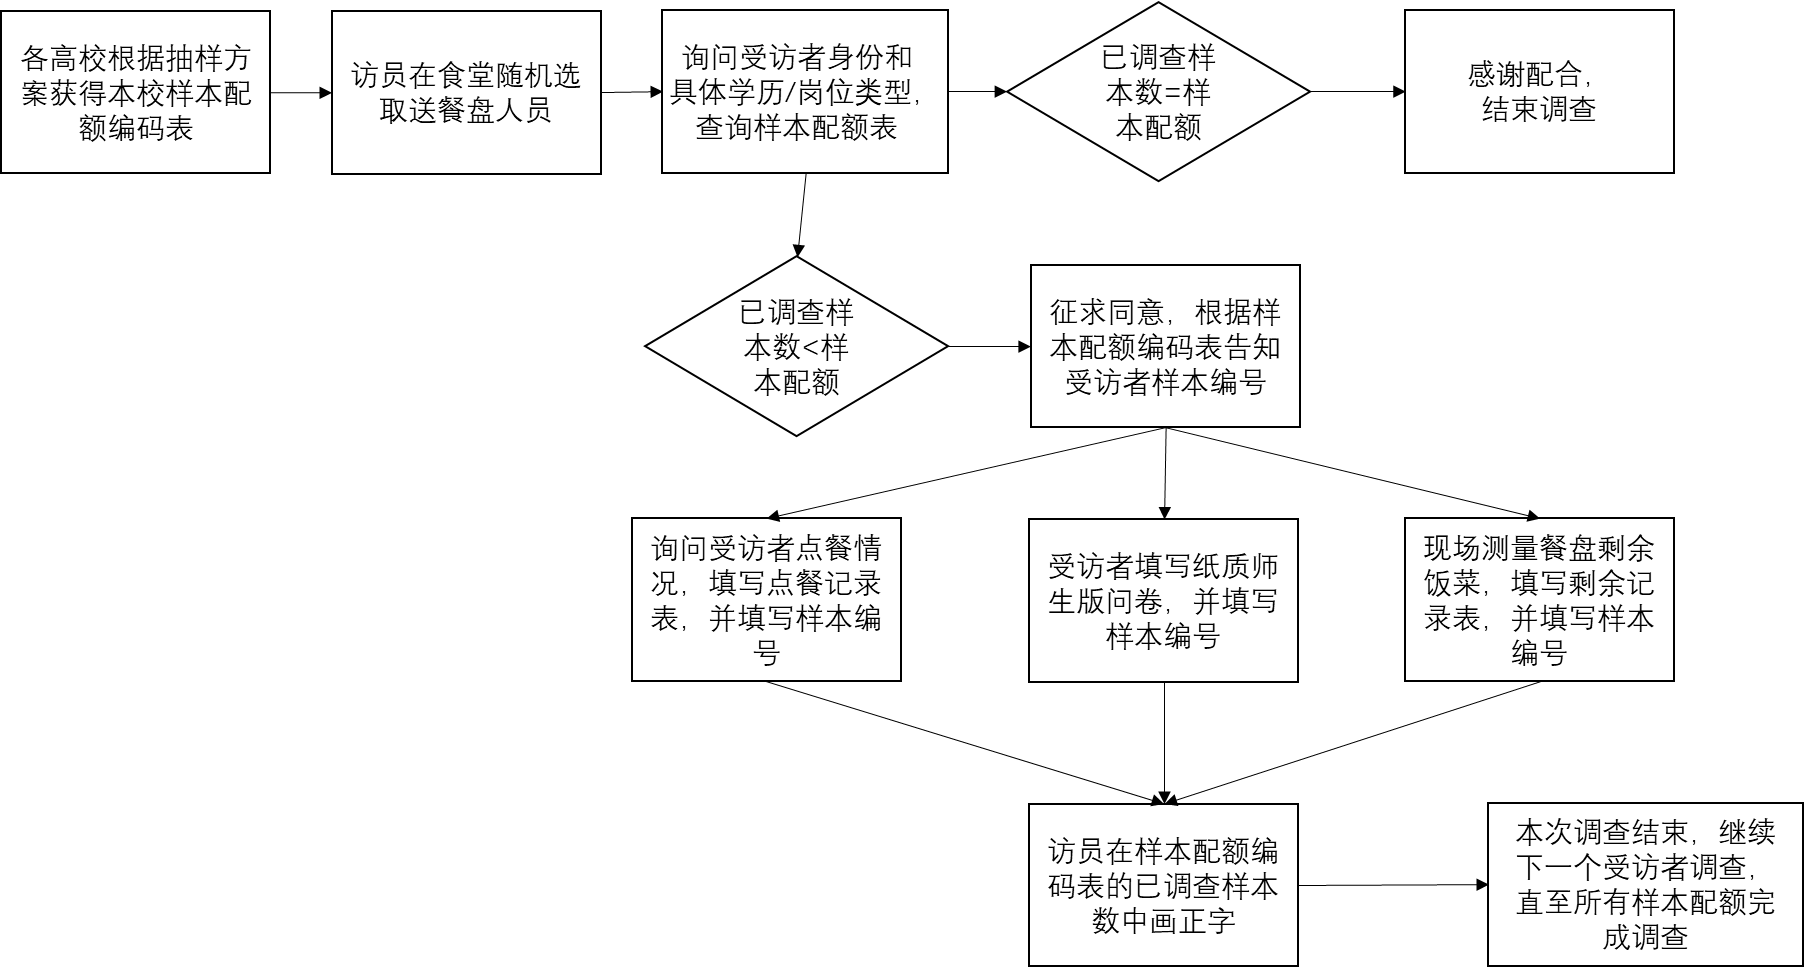 各高校根据抽样方
案获得本校样本配
额编码表
访员在食堂随机选
取送餐盘人员
询问受访者身份和
具体学历/岗位类型，
查询样本配额表
已调查样
本数=样
本配额
感谢配合，
结束调查
已调查样
本数<样
本配额
征求同意，根据样
本配额编码表告知
受访者样本编号
询问受访者点餐情
况，填写点餐记录
表，并填写样本编
号
受访者填写纸质师
生版问卷，并填写
样本编号
现场测量餐盘剩余
饭菜，填写剩余记
录表，并填写样本
编号
访员在样本配额编
码表的已调查样本
数中画正字
本次调查结束，继续
下一个受访者调查，
直至所有样本配额完
成调查